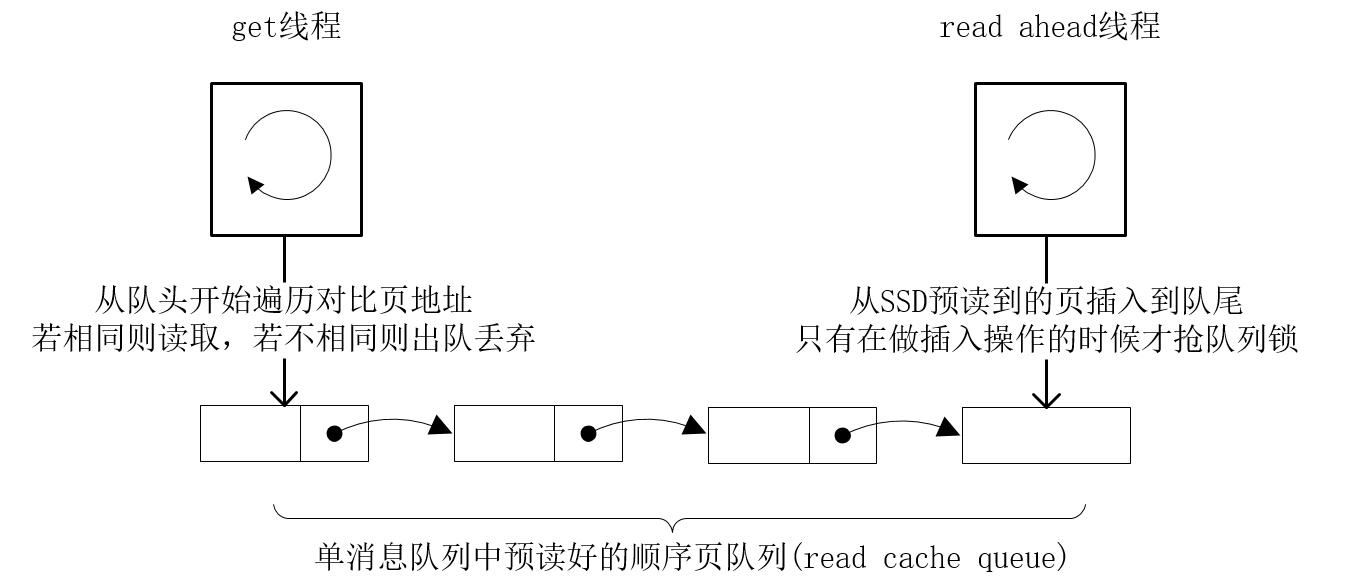 get线程
read ahead线程
从队头开始遍历对比页地址
若相同则读取，若不相同则出队丢弃
从SSD预读到的页插入到队尾
只有在做插入操作的时候才抢队列锁
单消息队列中预读好的顺序页队列(read cache queue)